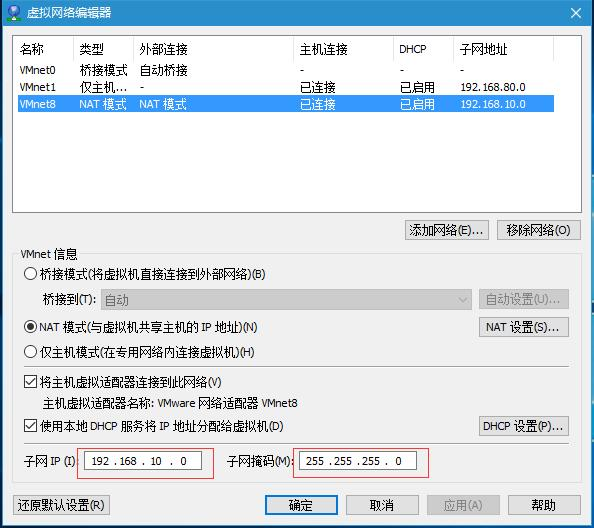 虚拟网络编辑器
名称 类型 外部连接 主机连接 DHCP 子网地址
VMnet0 桥接模式 自动桥接 - - -
VMnet1 仅主机... - 已连接 已启用 192.168.80.0
VMnet8 NAT 模式 NAT 模式 已连接 已启用 192.168.10.0
添加网络(E)... 移除网络(O)
VMnet 信息
桥接模式(将虚拟机直接连接到外部网络)(B)
桥接到(T): 自动 自动设置(U)...
NAT 模式(与虚拟机共享主机的 IP 地址)(N) NAT 设置(S)...
仅主机模式(在专用网络内连接虚拟机)(H)
将主机虚拟适配器连接到此网络(V)
主机虚拟适配器名称: VMware 网络适配器 VMnet8
使用本地 DHCP 服务将 IP 地址分配给虚拟机(D) DHCP 设置(P)...
子网 IP (I): 192 . 168 . 10 . 0 子网掩码(M): 255 . 255 . 255 . 0
还原默认设置(R) 确定 取消 应用(A) 帮助